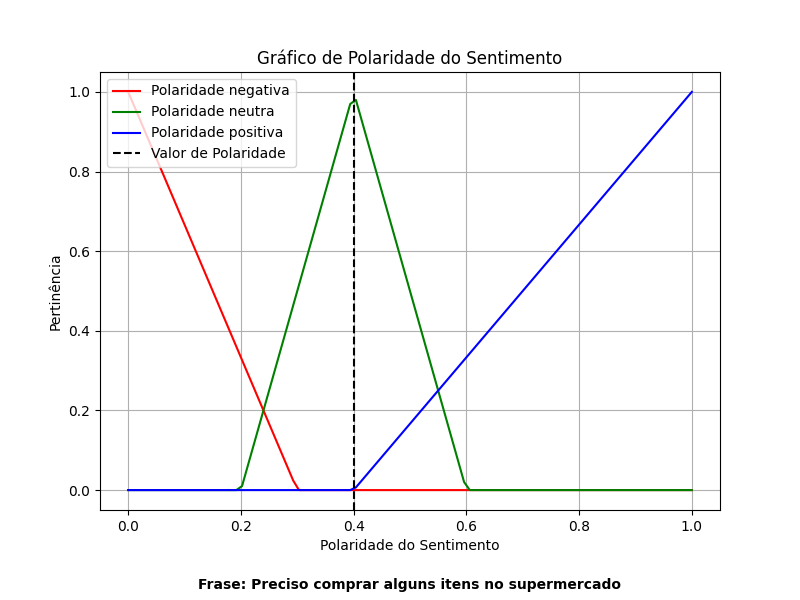 Gráfico de Polaridade do Sentimento
Polaridade negativa
Polaridade neutra
Polaridade positiva
Valor de Polaridade
1.0
0.8
0.6
0.4
0.2
0.0
Pertinência
0.0 0.2 0.4 0.6 0.8 1.0
Polaridade do Sentimento
Frase: Preciso comprar alguns itens no supermercado